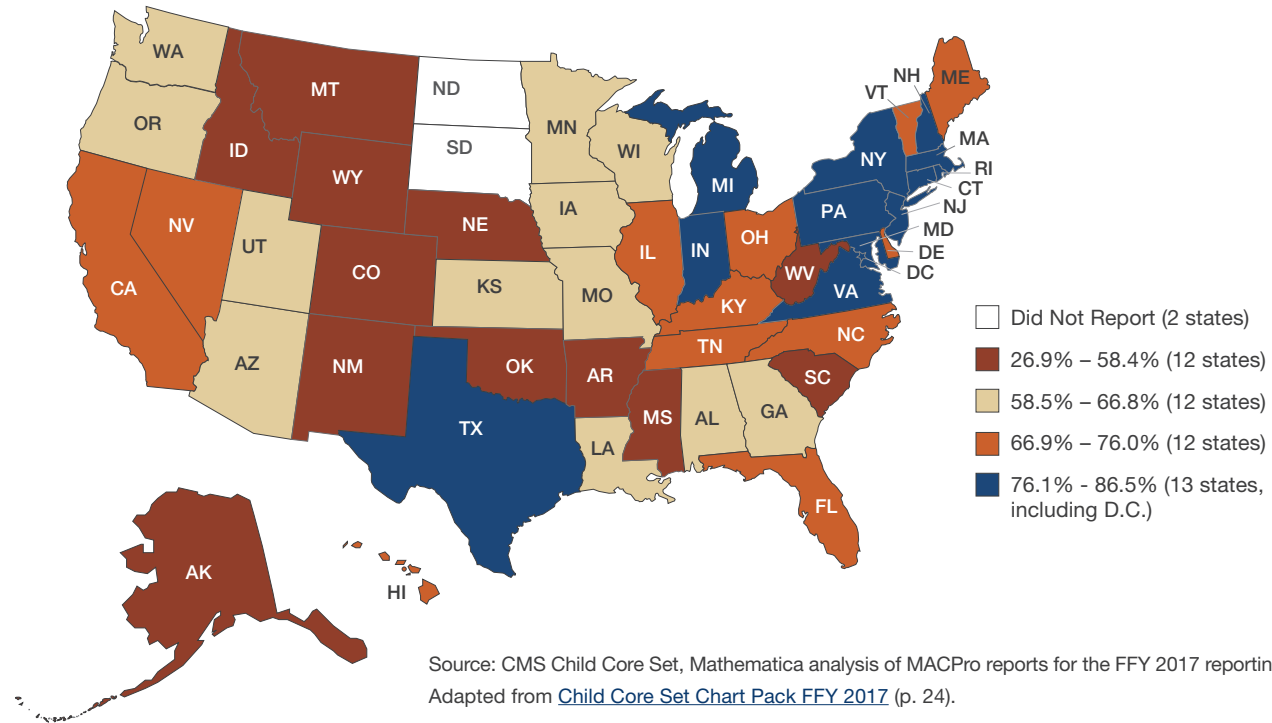 WA
MT
ND
OR
ID
SD
MN
WI
MI
NY
VT
NH
ME
MA
RI
CT
NJ
MD
DE
DC
WY
NE
IA
NV
UT
CO
KS
MO
IL
IN
OH
PA
WV
VA
CA
KY
NC
TN
AZ
NM
OK
AR
SC
MS
AL
GA
TX
LA
FL
AK
HI
Did Not Report (2 states)
26.9% – 58.4% (12 states)
58.5% – 66.8% (12 states)
66.9% – 76.0% (12 states)
76.1% - 86.5% (13 states,
including D.C.)
Source: CMS Child Core Set, Mathematica analysis of MACPro reports for the FFY 2017 reportin
Adapted from Child Core Set Chart Pack FFY 2017 (p. 24).